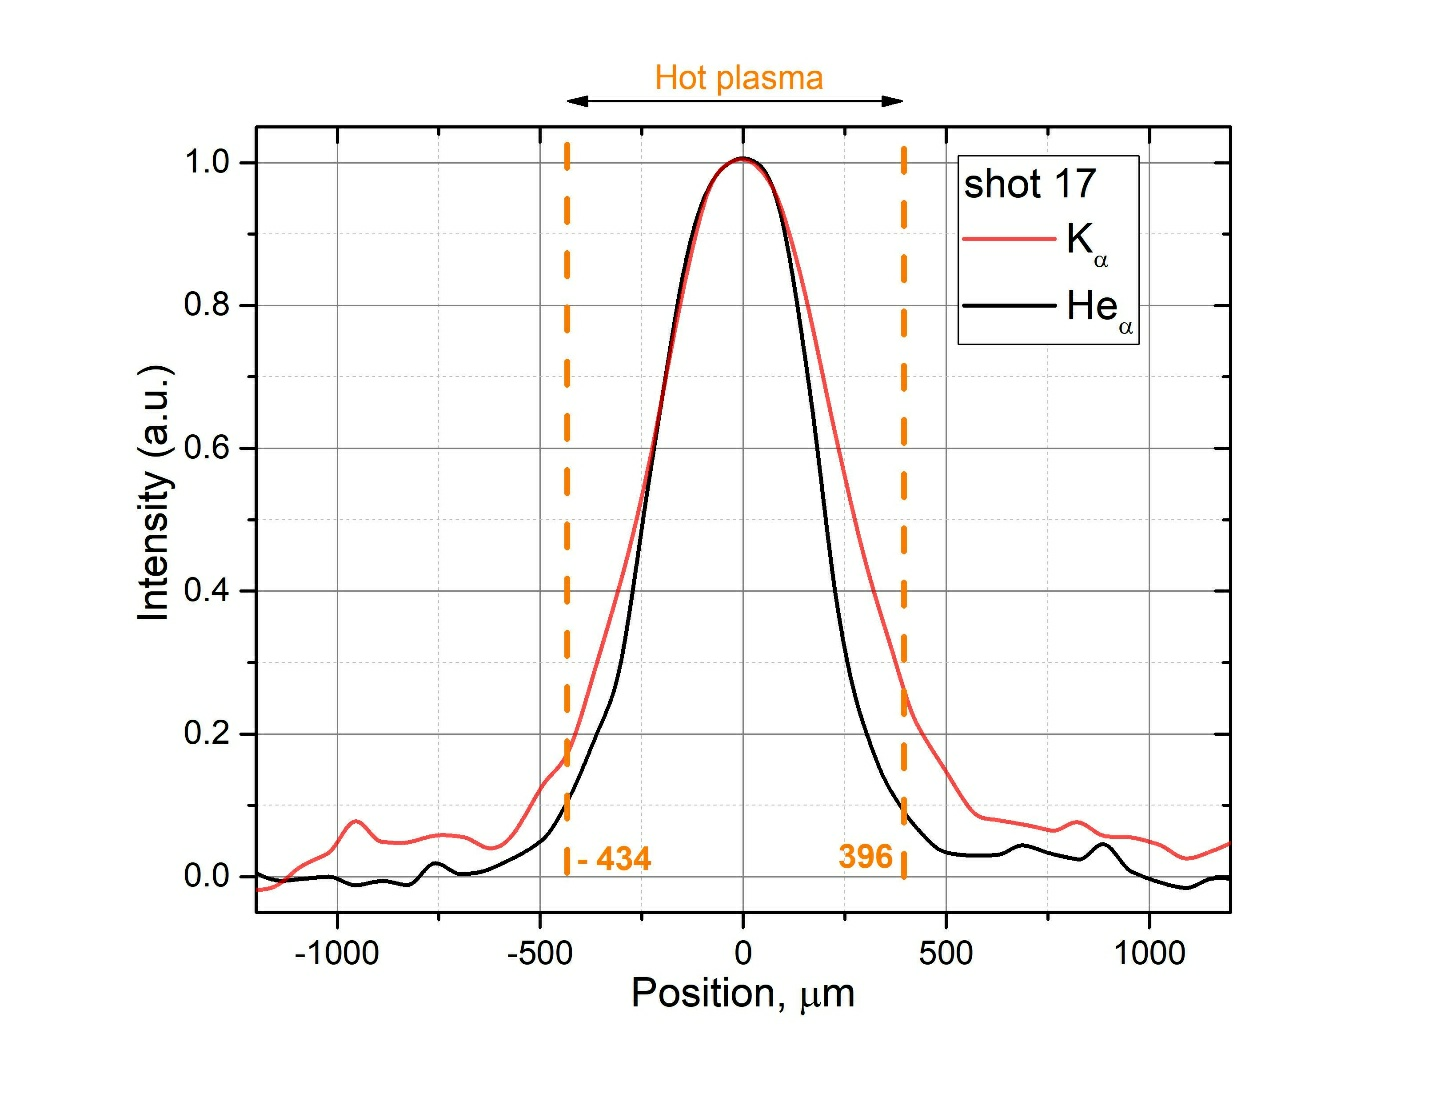 Hot plasma
shot 17
Kα
Heα
1.0
0.8
0.6
0.4
0.2
0.0
Intensity (a.u.)
- 434
396
-1000
-500
0
500
1000
Position, μm